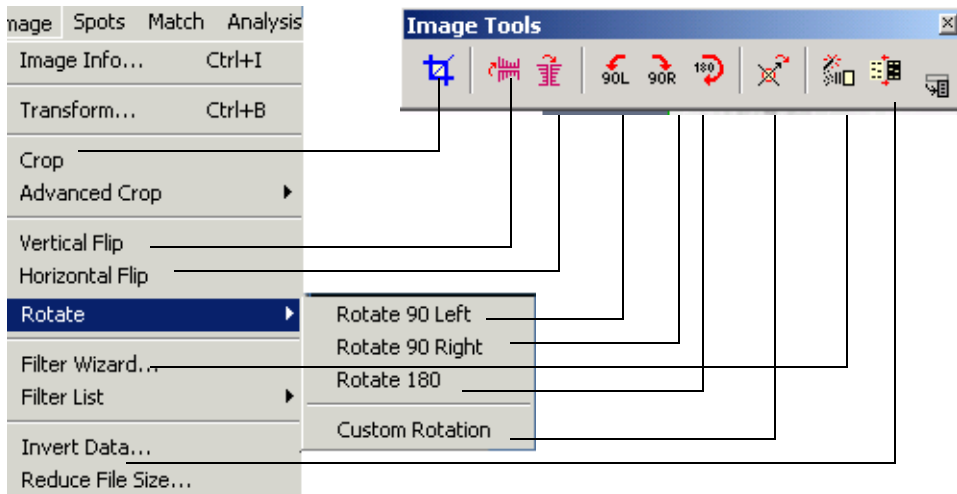 mage Spots Match Analysis
Image Info... Ctrl+I
Transform... Ctrl+B
Crop
Advanced Crop
Vertical Flip
Horizontal Flip
Rotate
Filter Wizard...
Filter List
Invert Data...
Reduce File Size...
Rotate 90 Left
Rotate 90 Right
Rotate 180
Custom Rotation
Image Tools
90L 90R 180